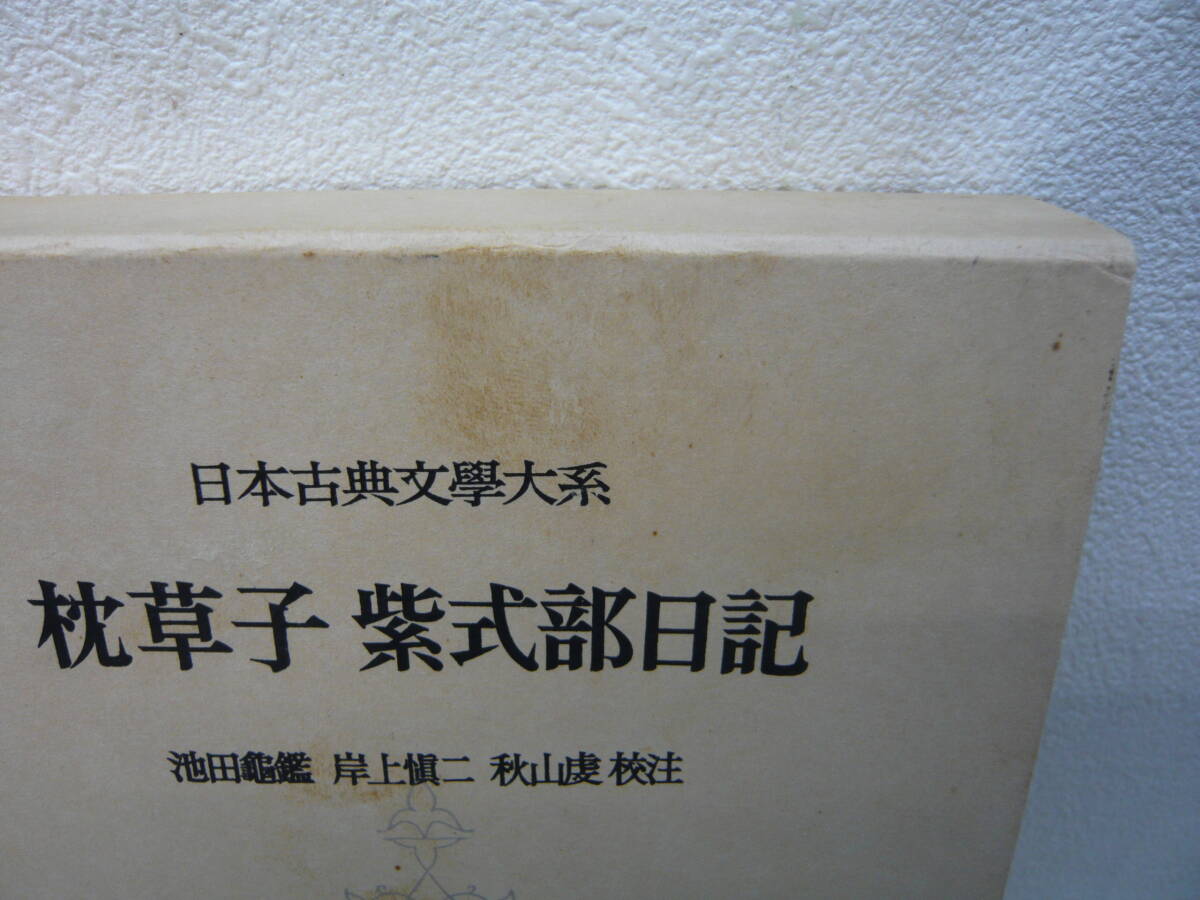 日本古典文學大系
枕草子 紫式部日記
池田龜鑑 岸上愼二 秋山虔 校注